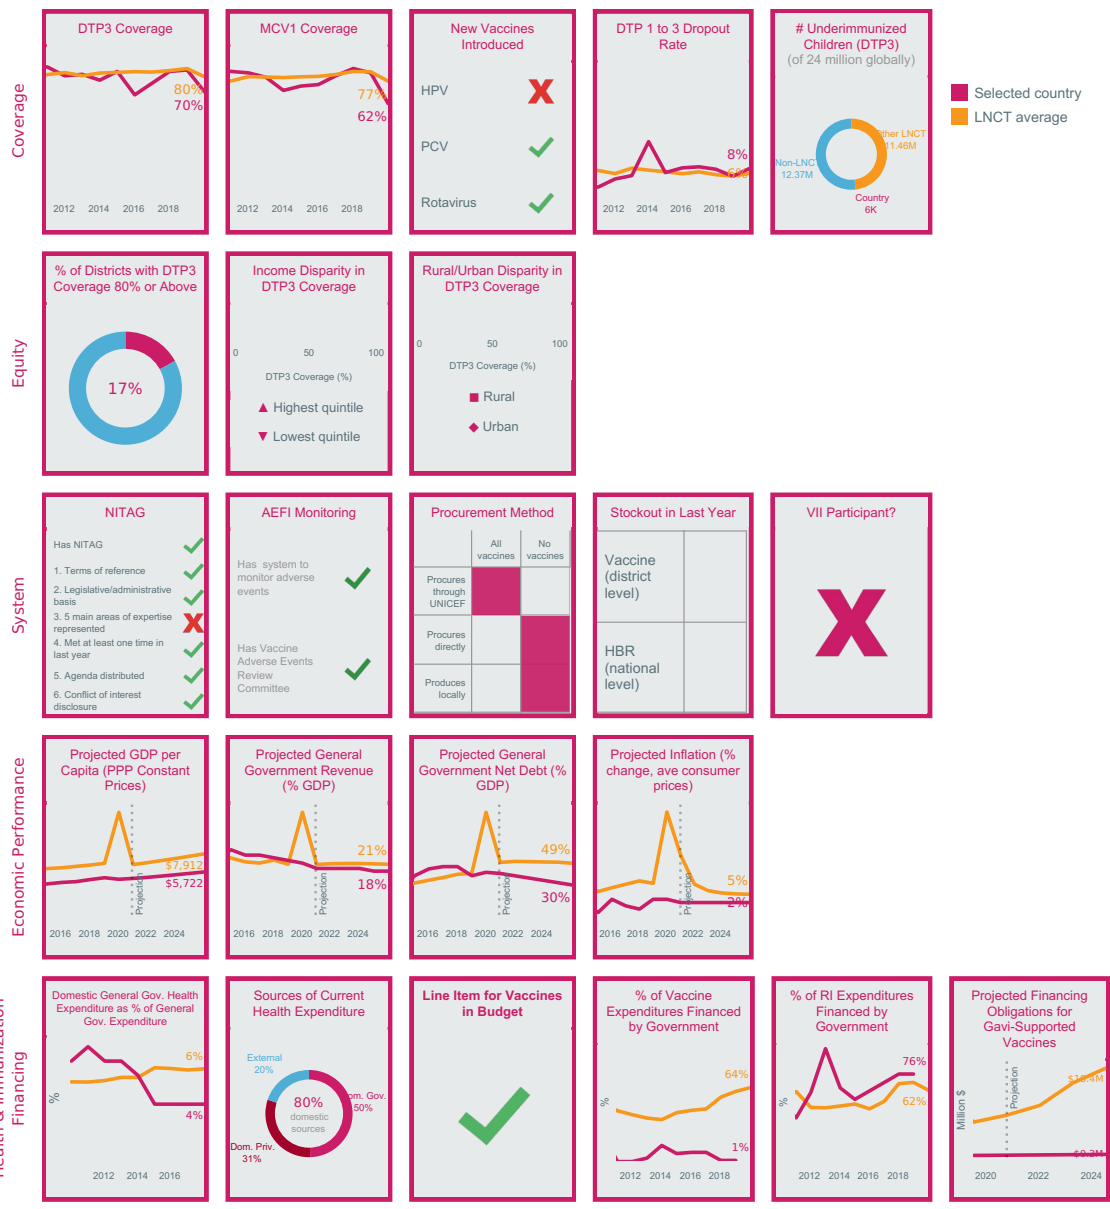 DTP3 Coverage
80%
70%
2012 2014 2016 2018
MCV1 Coverage
77%
62%
2012 2014 2016 2018
New Vaccines
Introduced
HPV
PCV
Rotavirus
DTP 1 to 3 Dropout
Rate
8%
6%
2012 2014 2016 2018
# Underimmunized
Children (DTP3)
(of 24 million globally)
Other LNCT
11.46M
Non-LNC
12.37M
Country
6K
Selected country
LNCT average
Coverage
Equity
% of Districts with DTP3
Coverage 80% or Above
17%
Income Disparity in
DTP3 Coverage
0 50 100
DTP3 Coverage (%)
Highest quintile
Lowest quintile
Rural/Urban Disparity in
DTP3 Coverage
0 50 100
DTP3 Coverage (%)
Rural
Urban
System
NITAG
Has NITAG
1. Terms of reference
2. Legislative/administrative
basis
3. 5 main areas of expertise
represented
4. Met at least one time in
last year
5. Agenda distributed
6. Conflict of interest
disclosure
AEFI Monitoring
Has system to
monitor adverse
events
Has Vaccine
Adverse Events
Review
Committee
Procurement Method
All
vaccines
No
vaccines
Procures
through
UNICEF
Procures
directly
Produces
locally
Stockout in Last Year
Vaccine
(district
level)
HBR
(national
level)
VII Participant?
Economic Performance
Projected GDP per
Capita (PPP Constant
Prices)
$7,912
$5,722
Projection
2016 2018 2020 2022 2024
Projected General
Government Revenue
(% GDP)
21%
18%
Projection
2016 2018 2020 2022 2024
Projected General
Government Net Debt (%
GDP)
49%
30%
Projection
2016 2018 2020 2022 2024
Projected Inflation (%
change, ave consumer
prices)
5%
2%
Projection
2016 2018 2020 2022 2024
Financing
Domestic General Gov. Health
Expenditure as % of General
Gov. Expenditure
6%
4%
%
2012 2014 2016
Sources of Current
Health Expenditure
External
20%
80%
domestic
sources
om. Gov.
50%
Dom. Priv.
31%
Line Item for Vaccines
in Budget
% of Vaccine
Expenditures Financed
by Government
64%
1%
%
2012 2014 2016 2018
% of RI Expenditures
Financed by
Government
76%
62%
%
2012 2014 2016 2018
Projected Financing
Obligations for
Gavi-Supported
Vaccines
Projection
Million $
2020 2022 2024